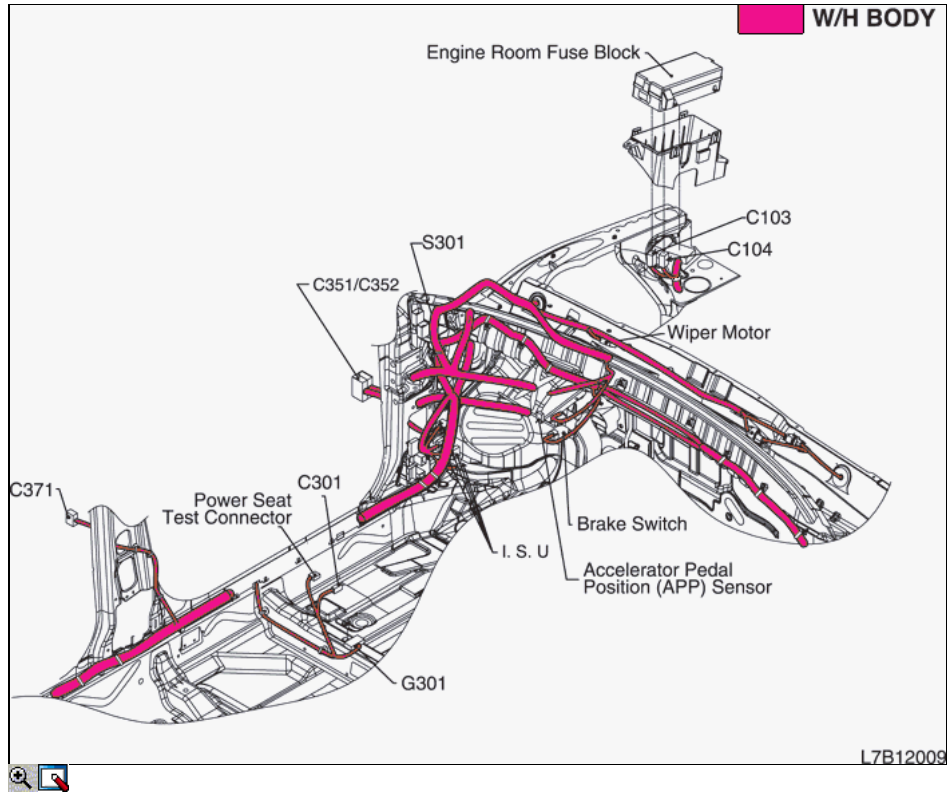 W/H BODY
Engine Room Fuse Block
C103
S301
C104
C351/C352
Wiper Motor
C371
Power Seat
Test Connector
C301
Brake Switch
I. S. U
Accelerator Pedal
Position (APP) Sensor
G301
L7B12009